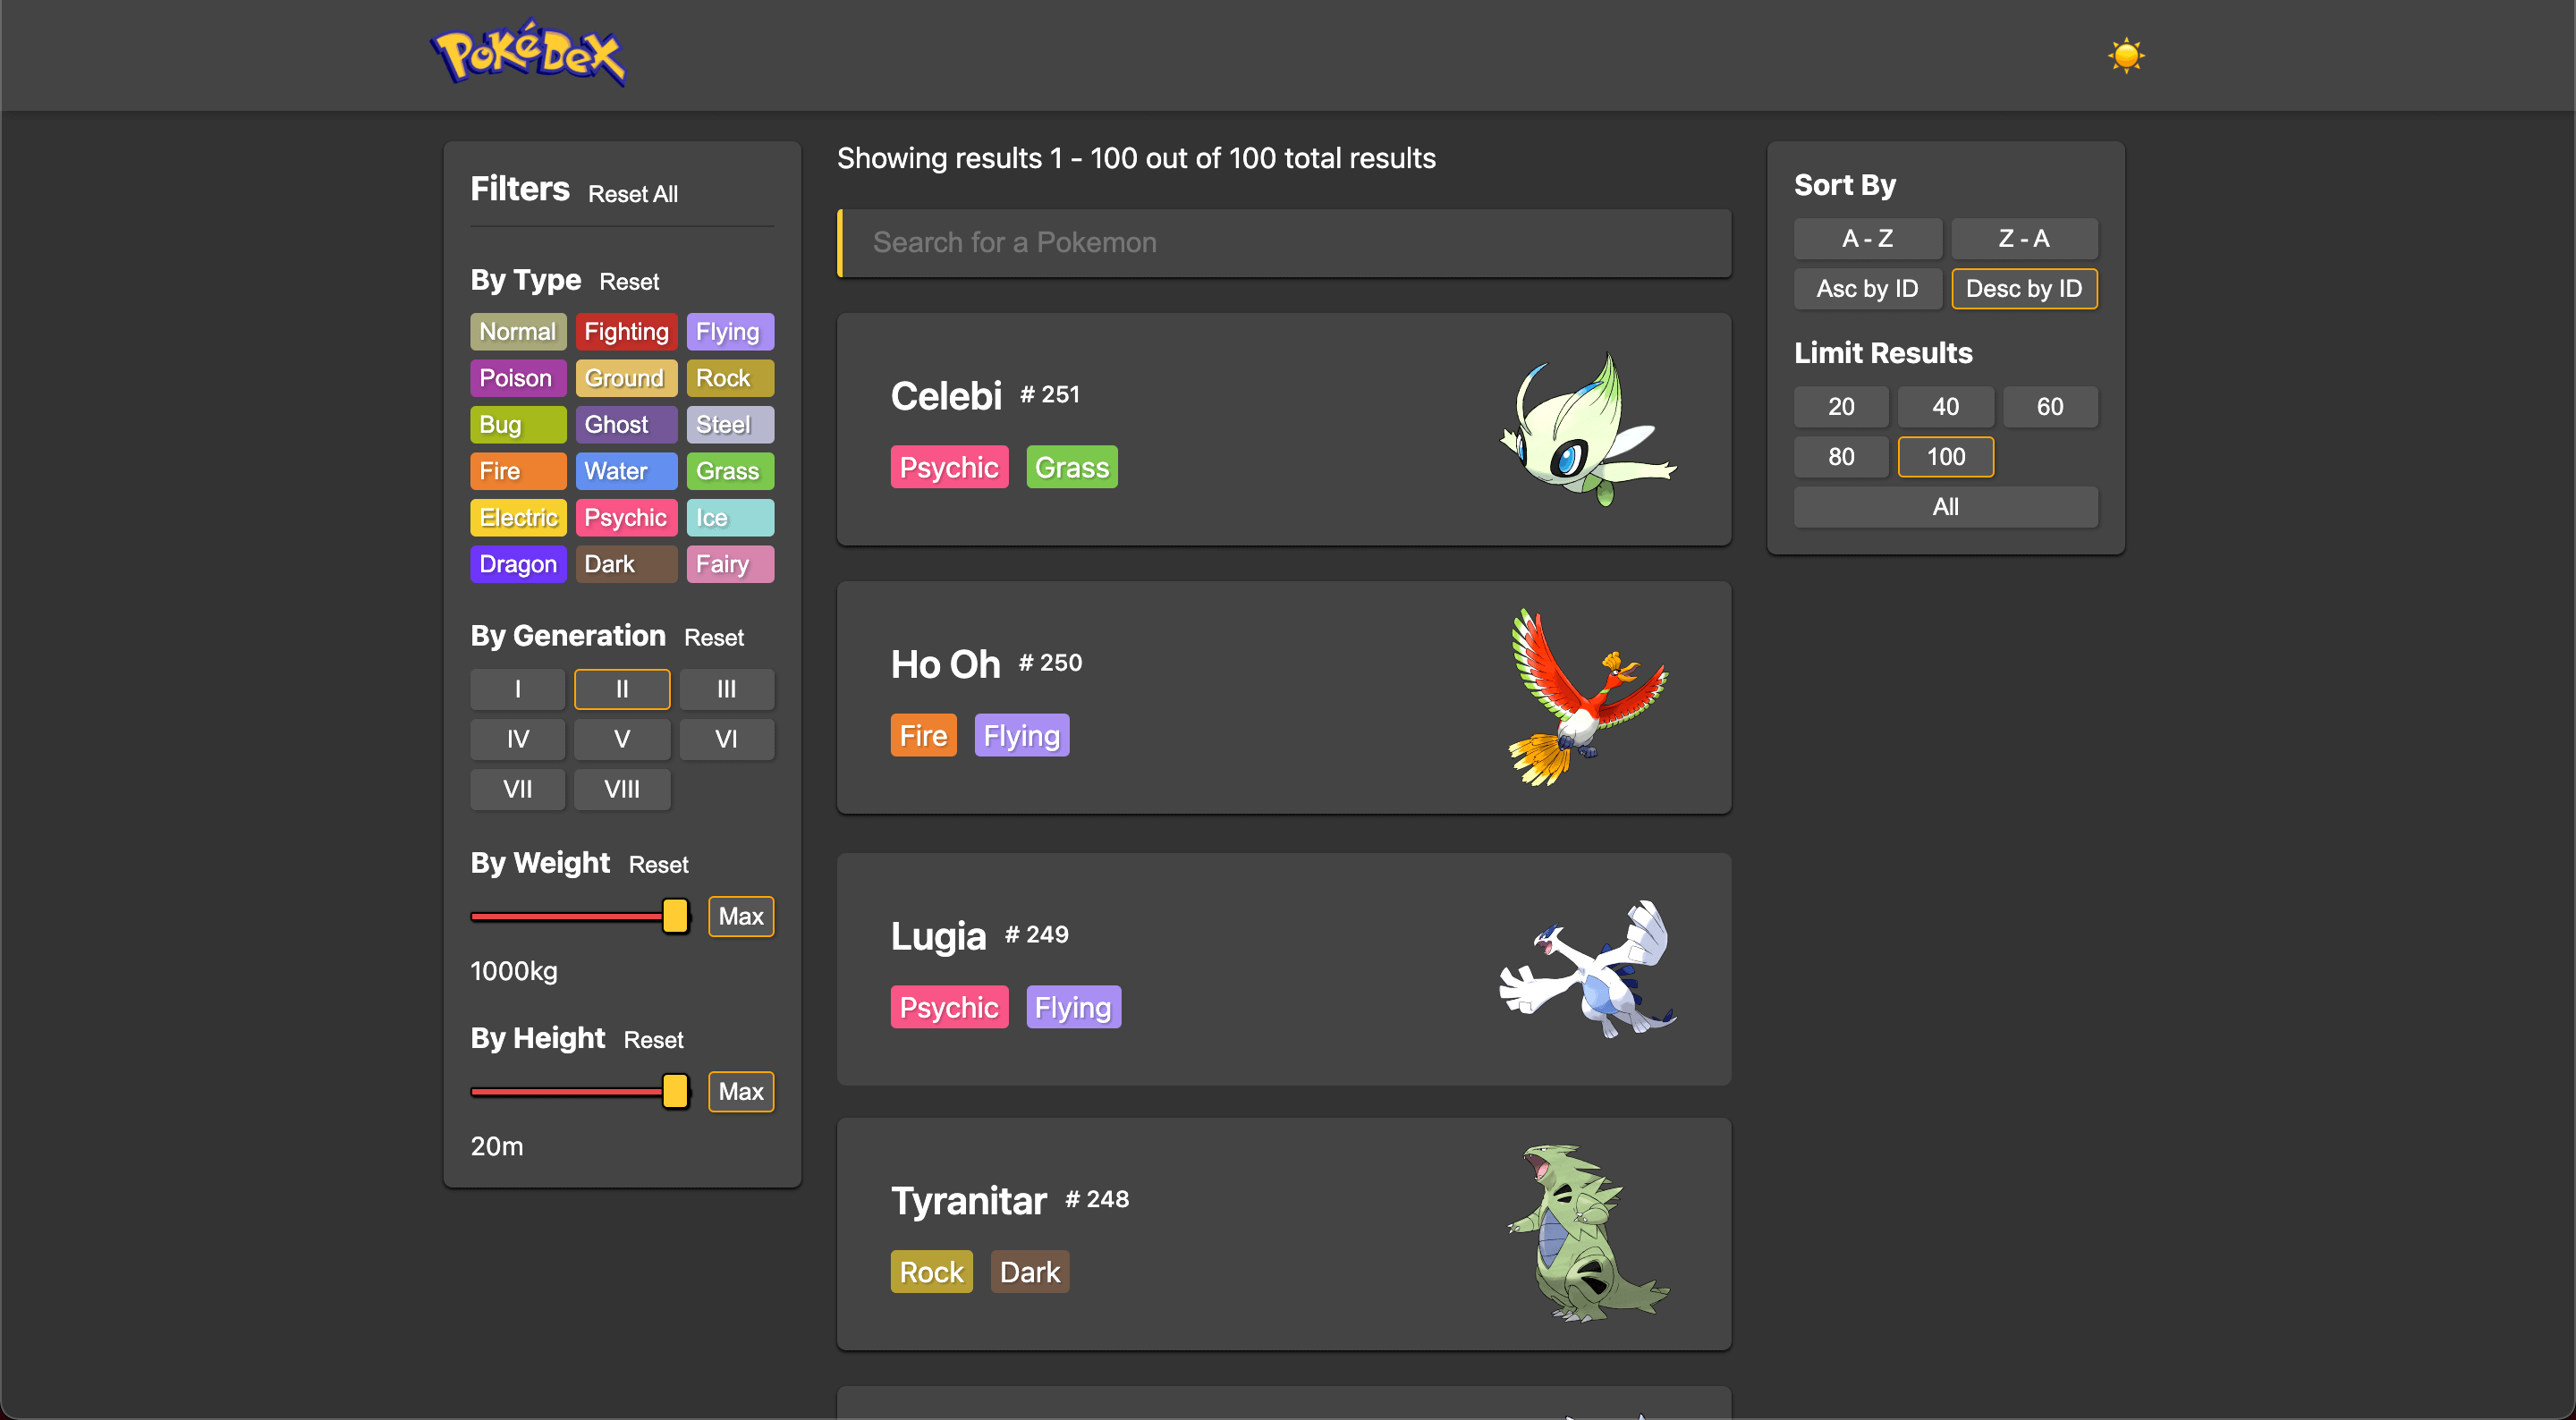 PokéDex
Filters Reset All
By Type Reset
Normal Fighting Flying
Poison Ground Rock
Bug Ghost Steel
Fire Water Grass
Electric Psychic Ice
Dragon Dark Fairy
By Generation Reset
I II III
IV V VI
VII VIII
By Weight Reset
Max
1000kg
By Height Reset
Max
20m
Showing results 1 - 100 out of 100 total results
Search for a Pokemon
Celebi # 251
Psychic Grass
Ho Oh # 250
Fire Flying
Lugia # 249
Psychic Flying
Tyranitar # 248
Rock Dark
Sort By
A - Z Z - A
Asc by ID Desc by ID
Limit Results
20 40 60
80 100
All